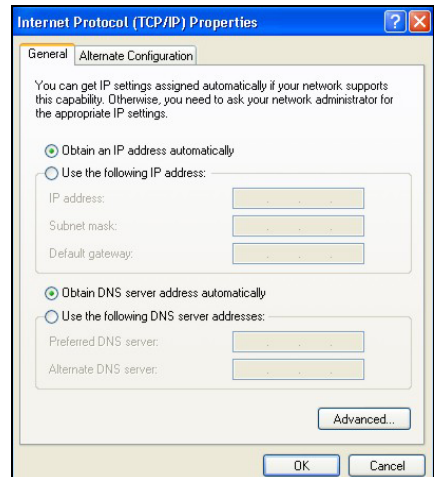 Internet Protocol (TCP/IP) Properties
General
Alternate Configuration
You can get IP settings assigned automatically if your network supports
this capability. Otherwise, you need to ask your network administrator for
the appropriate IP settings.
Obtain an IP address automatically
Use the following IP address:
IP address:
Subnet mask:
Default gateway:
Obtain DNS server address automatically
Use the following DNS server addresses:
Preferred DNS server:
Alternate DNS server:
Advanced...
OK
Cancel